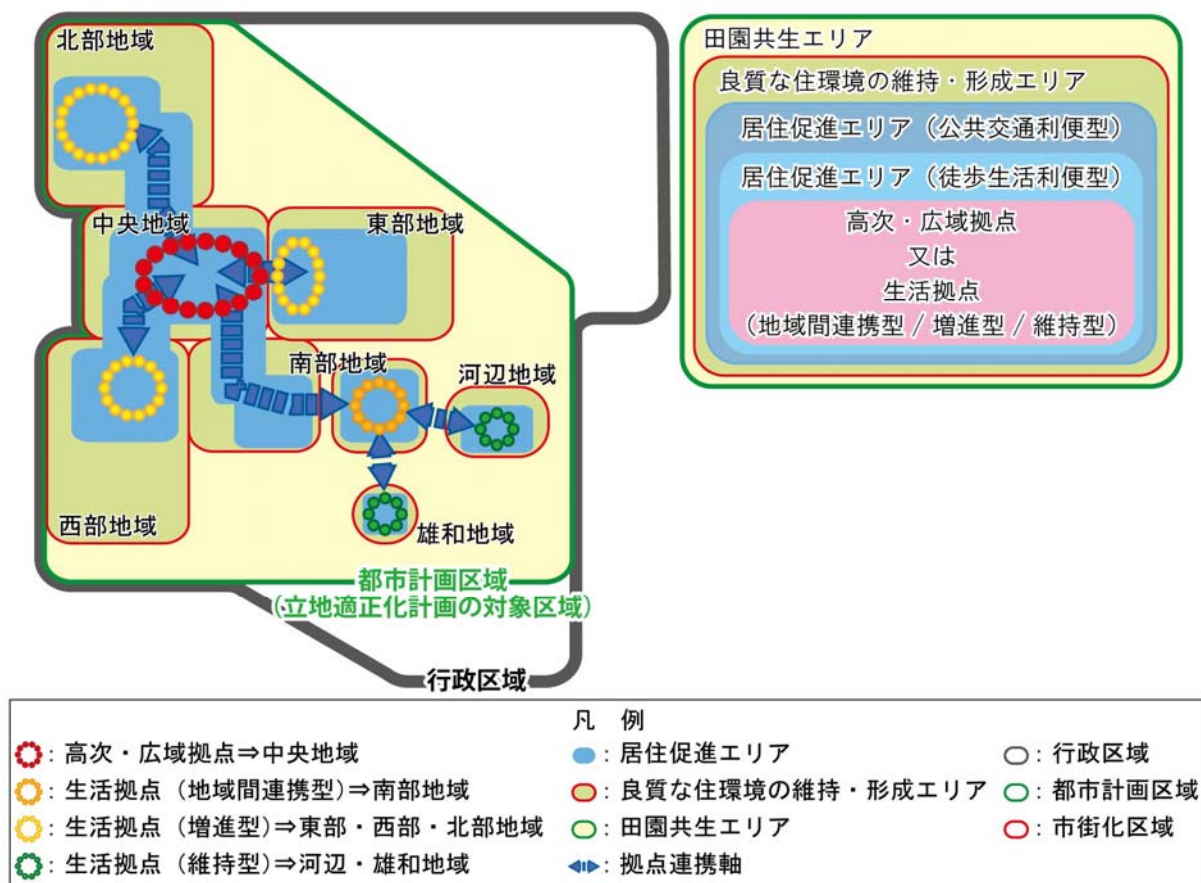 北部地域
中央地域
東部地域
南部地域
河辺地域
西部地域
雄和地域
都市計画区域
(立地適正化計画の対象区域)
行政区域
田園共生エリア
良質な住環境の維持・形成エリア
居住促進エリア(公共交通利便型)
居住促進エリア(徒歩生活利便型)
高次・広域拠点
又は
生活拠点
(地域間連携型/増進型/維持型)
凡 例
:高次・広域拠点⇒中央地域
:生活拠点(地域間連携型)⇒南部地域
:生活拠点(増進型)⇒東部・西部・北部地域
:生活拠点(維持型)⇒河辺・雄和地域
:居住促進エリア
:良質な住環境の維持・形成エリア
:田園共生エリア
:拠点連携軸
:行政区域
:都市計画区域
:市街化区域